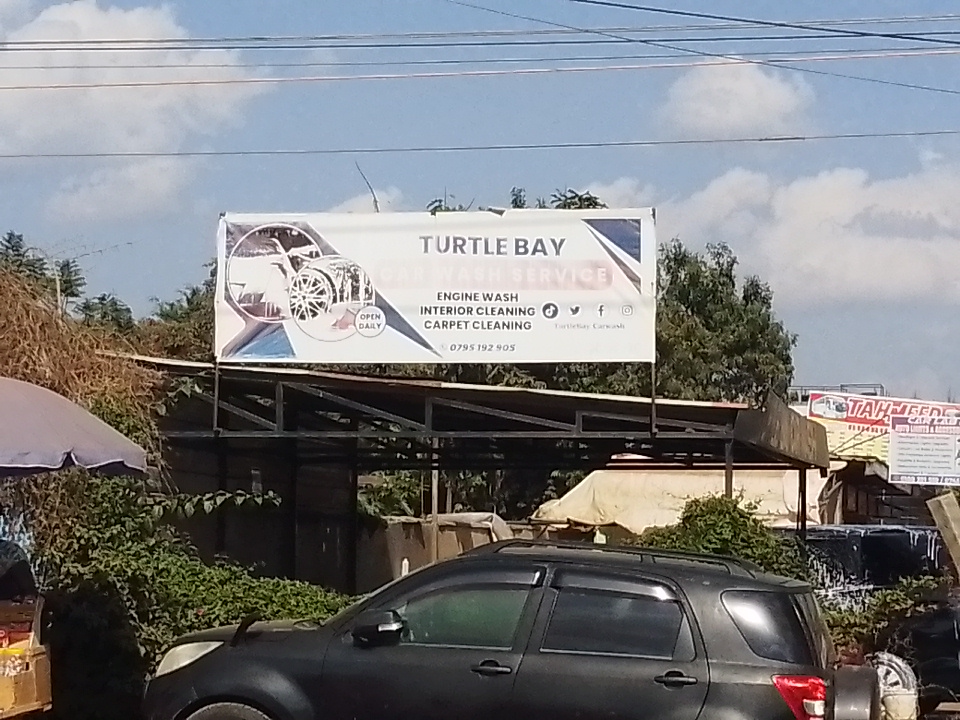 TURTLE BAY
CAR WASH SERVICE
ENGINE WASH
INTERIOR CLEANING
CARPET CLEANING
OPEN
DAILY
TurtleBay Carwash
0795 192 905